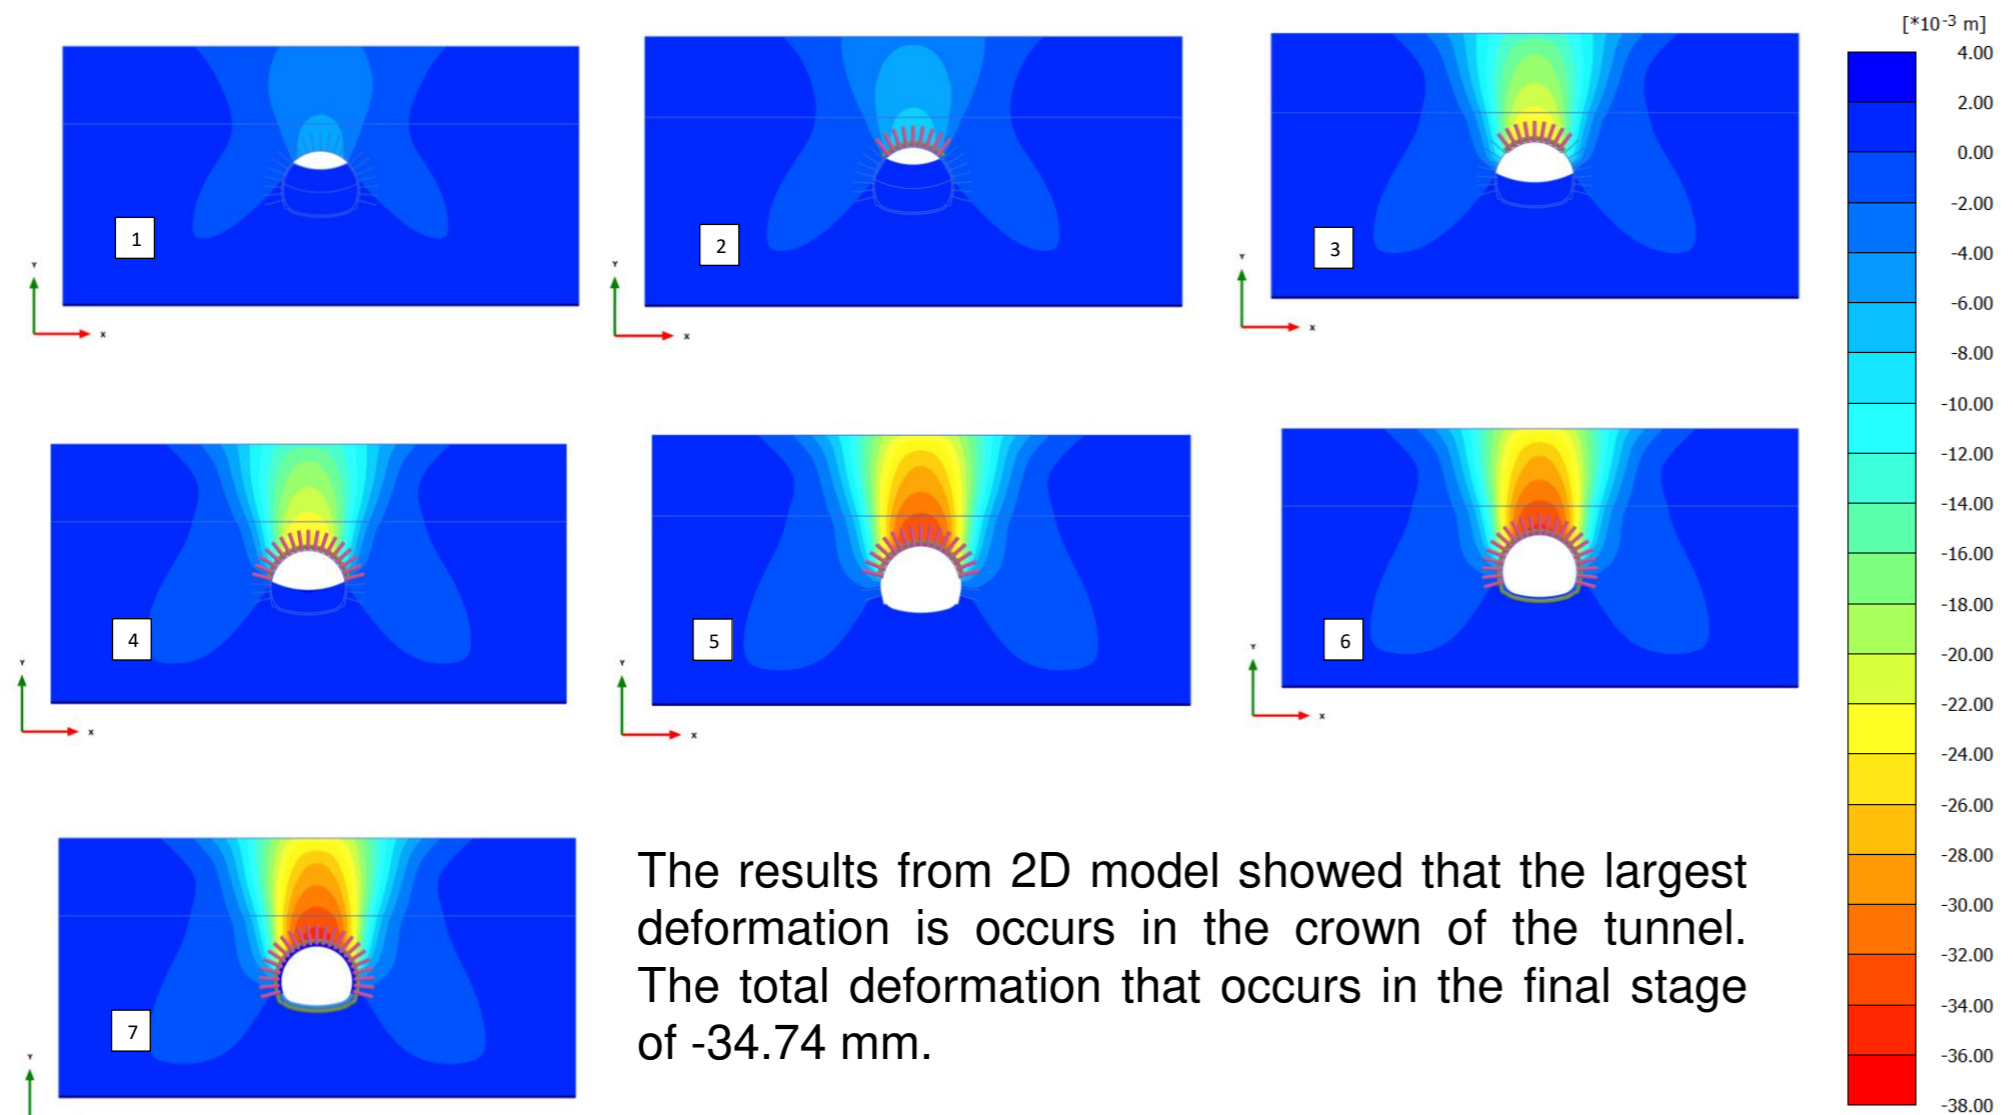 [*10-3 m]
4.00
2.00
0.00
-2.00
-4.00
-6.00
-8.00
-10.00
-12.00
-14.00
-16.00
-18.00
-20.00
-22.00
-24.00
-26.00
-28.00
-30.00
-32.00
-34.00
-36.00
-38.00
1
Y
x
2
Y
x
3
Y
x
4
Y
x
5
Y
x
6
Y
x
7
Y
The results from 2D model showed that the largest
deformation is occurs in the crown of the tunnel.
The total deformation that occurs in the final stage
of -34.74 mm.